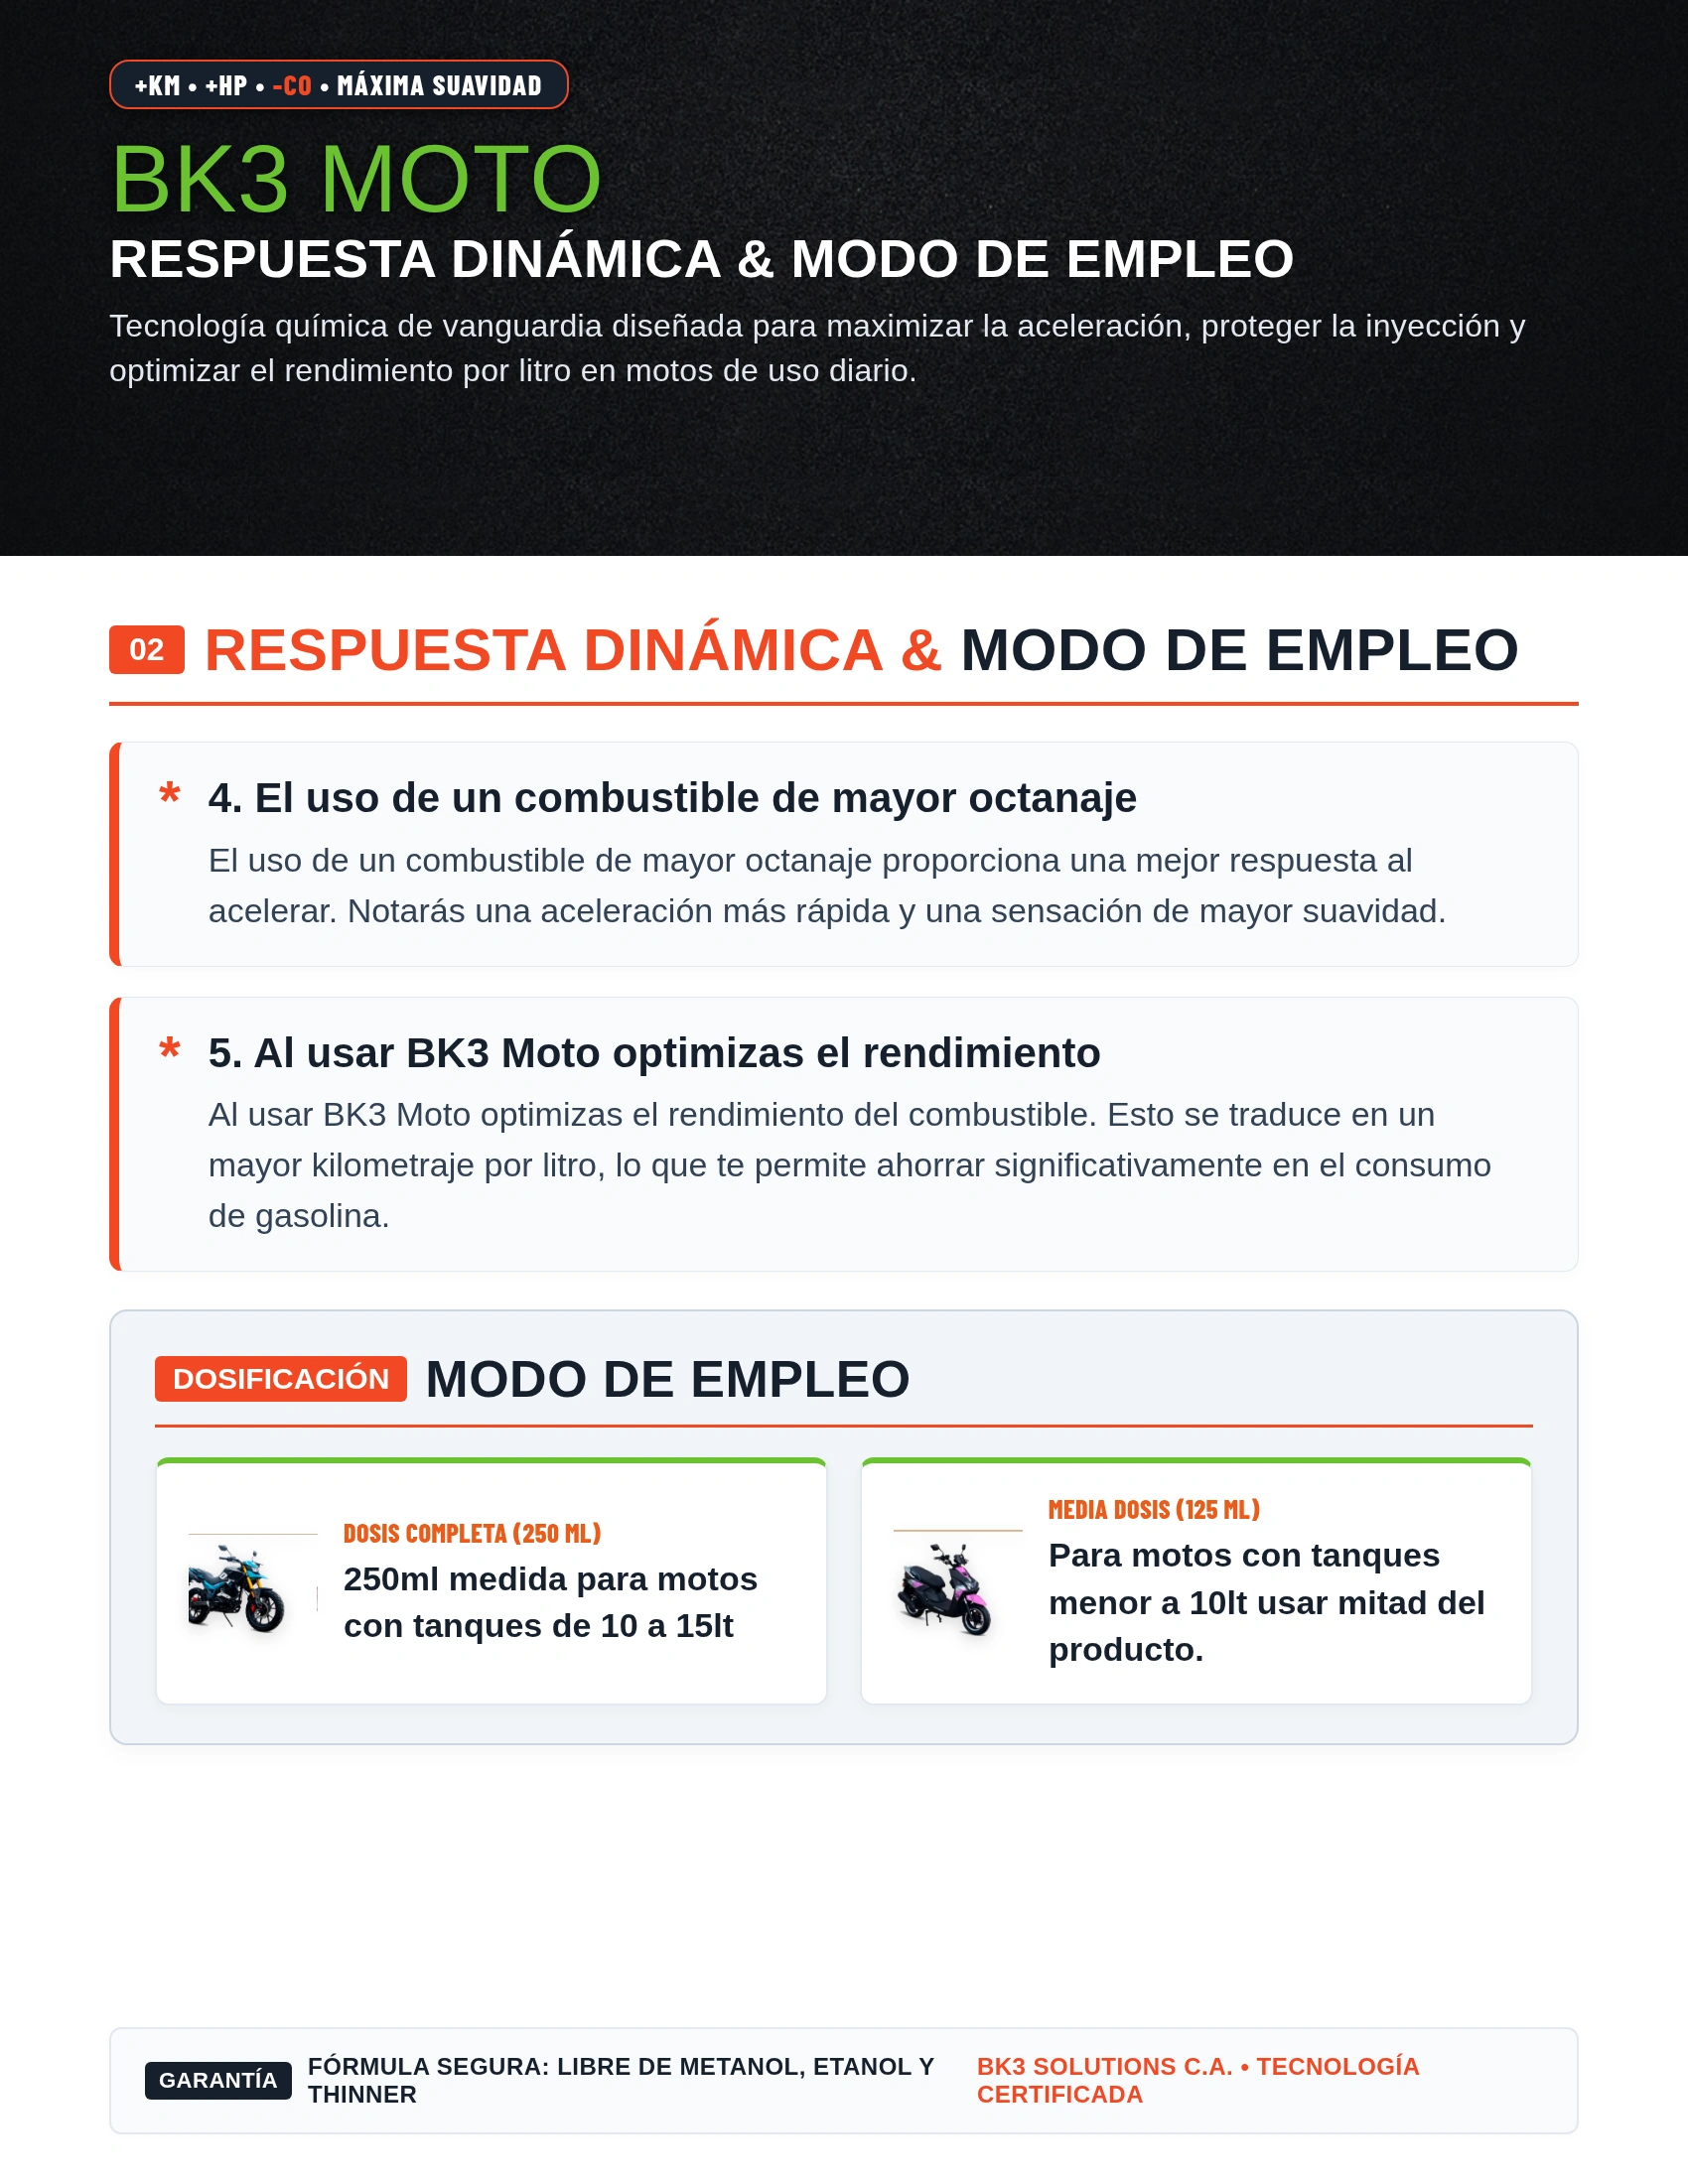 +KM • +HP • -CO • MÁXIMA SUAVIDAD
BK3 MOTO
RESPUESTA DINÁMICA & MODO DE EMPLEO
Tecnología química de vanguardia diseñada para maximizar la aceleración, proteger la inyección y
optimizar el rendimiento por litro en motos de uso diario.
02 RESPUESTA DINÁMICA & MODO DE EMPLEO
* 4. El uso de un combustible de mayor octanaje
El uso de un combustible de mayor octanaje proporciona una mejor respuesta al
acelerar. Notarás una aceleración más rápida y una sensación de mayor suavidad.
* 5. Al usar BK3 Moto optimizas el rendimiento
Al usar BK3 Moto optimizas el rendimiento del combustible. Esto se traduce en un
mayor kilometraje por litro, lo que te permite ahorrar significativamente en el consumo
de gasolina.
DOSIFICACIÓN MODO DE EMPLEO
DOSIS COMPLETA (250 ML)
250ml medida para motos
con tanques de 10 a 15lt
MEDIA DOSIS (125 ML)
Para motos con tanques
menor a 10lt usar mitad del
producto.
GARANTÍA
FÓRMULA SEGURA: LIBRE DE METANOL, ETANOL Y
THINNER
BK3 SOLUTIONS C.A. • TECNOLOGÍA
CERTIFICADA